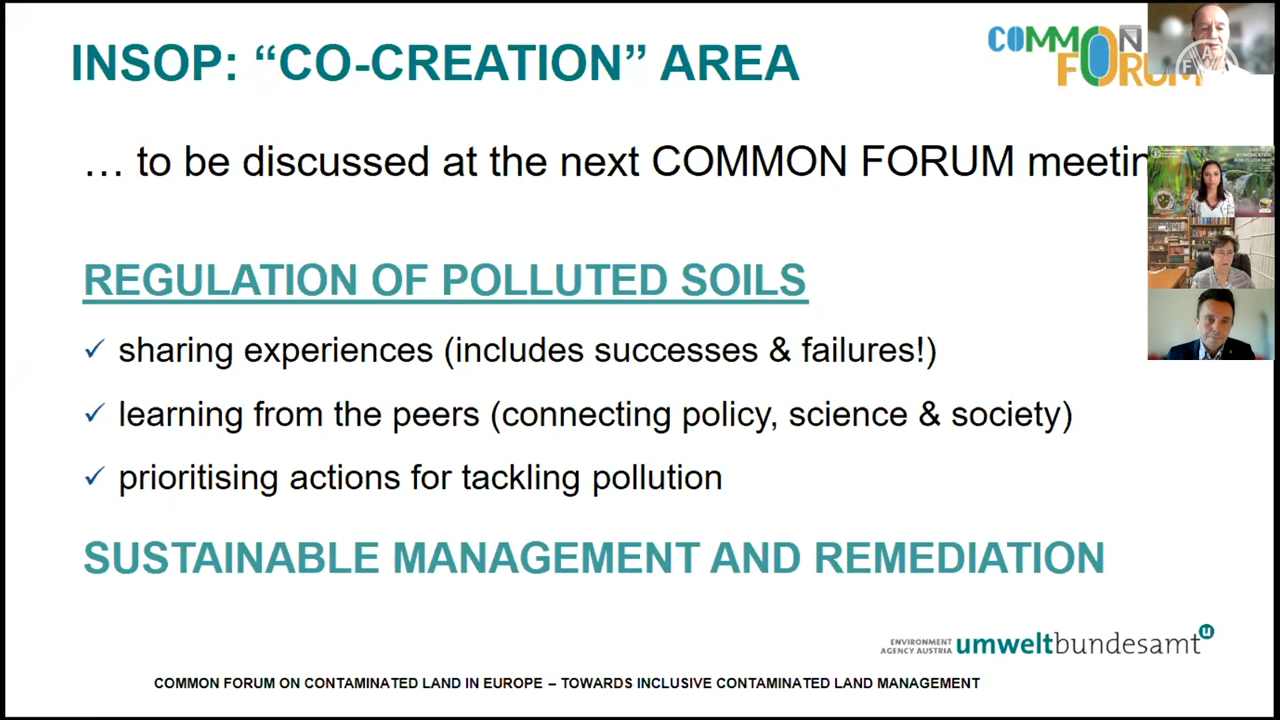 INSOP: “CO-CREATION” AREA
COMMON
FORUM
… to be discussed at the next COMMON FORUM meetin
REGULATION OF POLLUTED SOILS
✓ sharing experiences (includes successes & failures!)
✓ learning from the peers (connecting policy, science & society)
✓ prioritising actions for tackling pollution
SUSTAINABLE MANAGEMENT AND REMEDIATION
ENVIRONMENT
AGENCY AUSTRIA umweltbundesamt u
COMMON FORUM ON CONTAMINATED LAND IN EUROPE – TOWARDS INCLUSIVE CONTAMINATED LAND MANAGEMENT